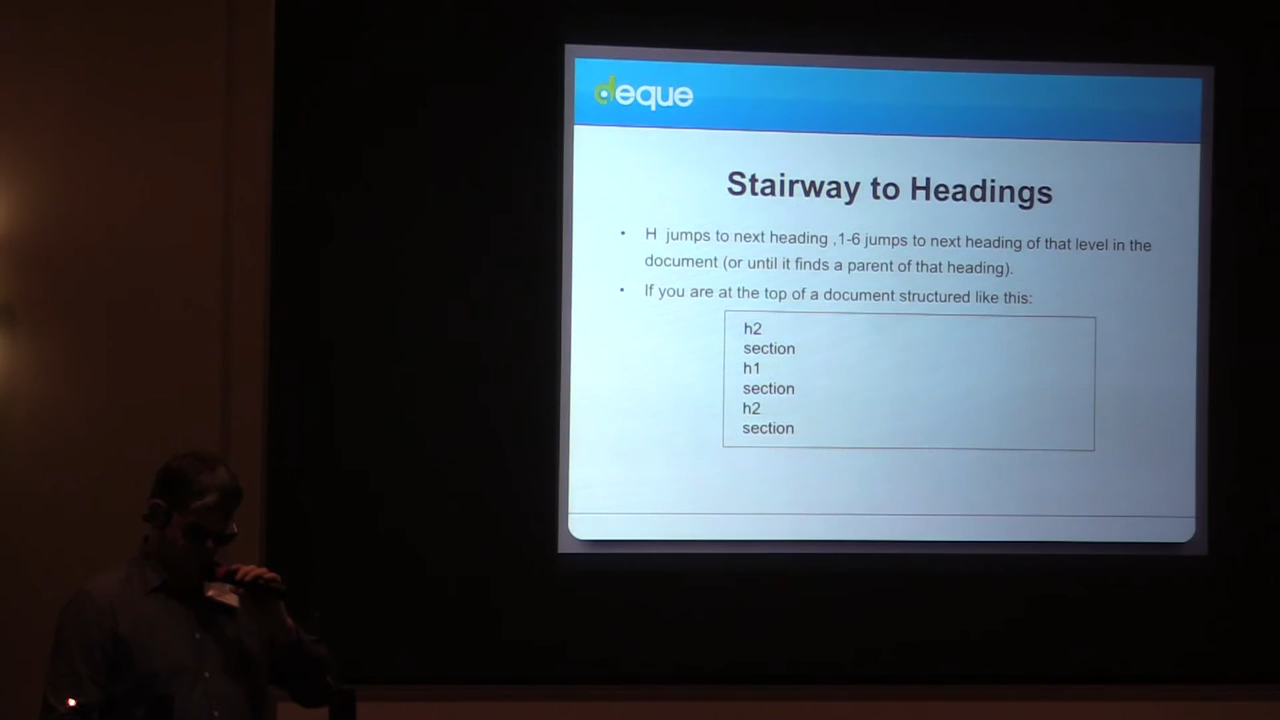 deque
Stairway to Headings
• H jumps to next heading ,1-6 jumps to next heading of that level in the
document (or until it finds a parent of that heading).
• If you are at the top of a document structured like this:
h2
section
h1
section
h2
section